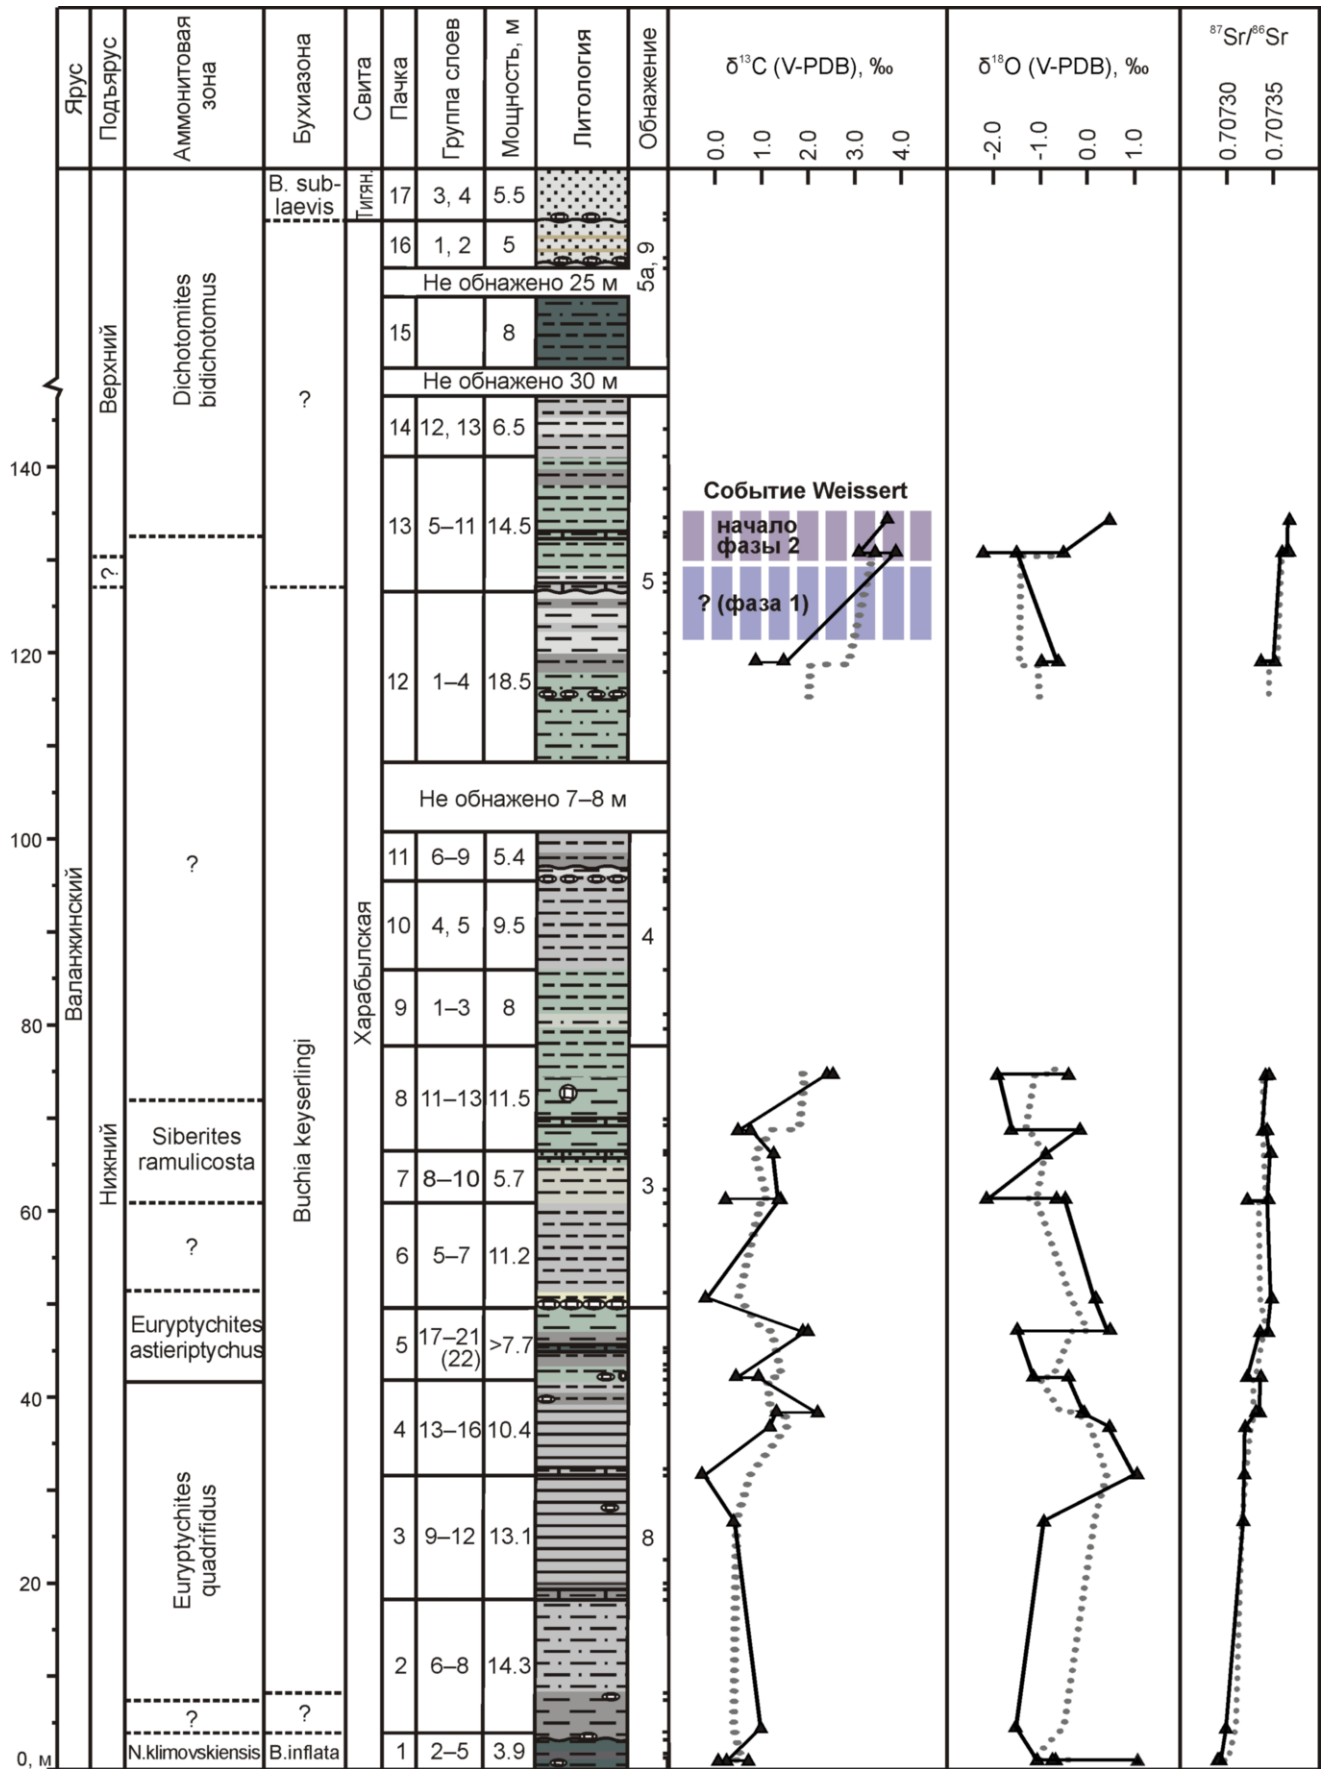 Ярус
Подъярус
Аммонитовая
зона
Бухиазона
Свита
Пачка
Группа слоев
Мощность, м
Литология
Обнажение
δ¹³C (V-PDB), ‰
0.0
1.0
2.0
3.0
4.0
δ¹⁸O (V-PDB), ‰
-2.0
-1.0
0.0
1.0
⁸⁷Sr/⁸⁶Sr
0.70730
0.70735
Валанжинский
Верхний
?
Нижний
Dichotomites
bidichotomus
?
Siberites
ramulicosta
?
Euryptychites
astieriptychus
Euryptychites
quadrifidus
?
N.klimovskiensis
B. sub-
laevis
?
Buchia keyserlingi
?
B.inflata
Тигян.
Харабылская
17
3, 4
5.5
16
1, 2
5
Не обнажено 25 м
15
8
Не обнажено 30 м
14
12, 13
6.5
13
5–11
14.5
12
1–4
18.5
Не обнажено 7–8 м
11
6–9
5.4
10
4, 5
9.5
9
1–3
8
8
11–13
11.5
7
8–10
5.7
6
5–7
11.2
5
17–21
(22)
>7.7
4
13–16
10.4
3
9–12
13.1
2
6–8
14.3
1
2–5
3.9
5а, 9
5
4
3
8
Событие Weissert
начало
фазы 2
? (фаза 1)
140
120
100
80
60
40
20
0, м